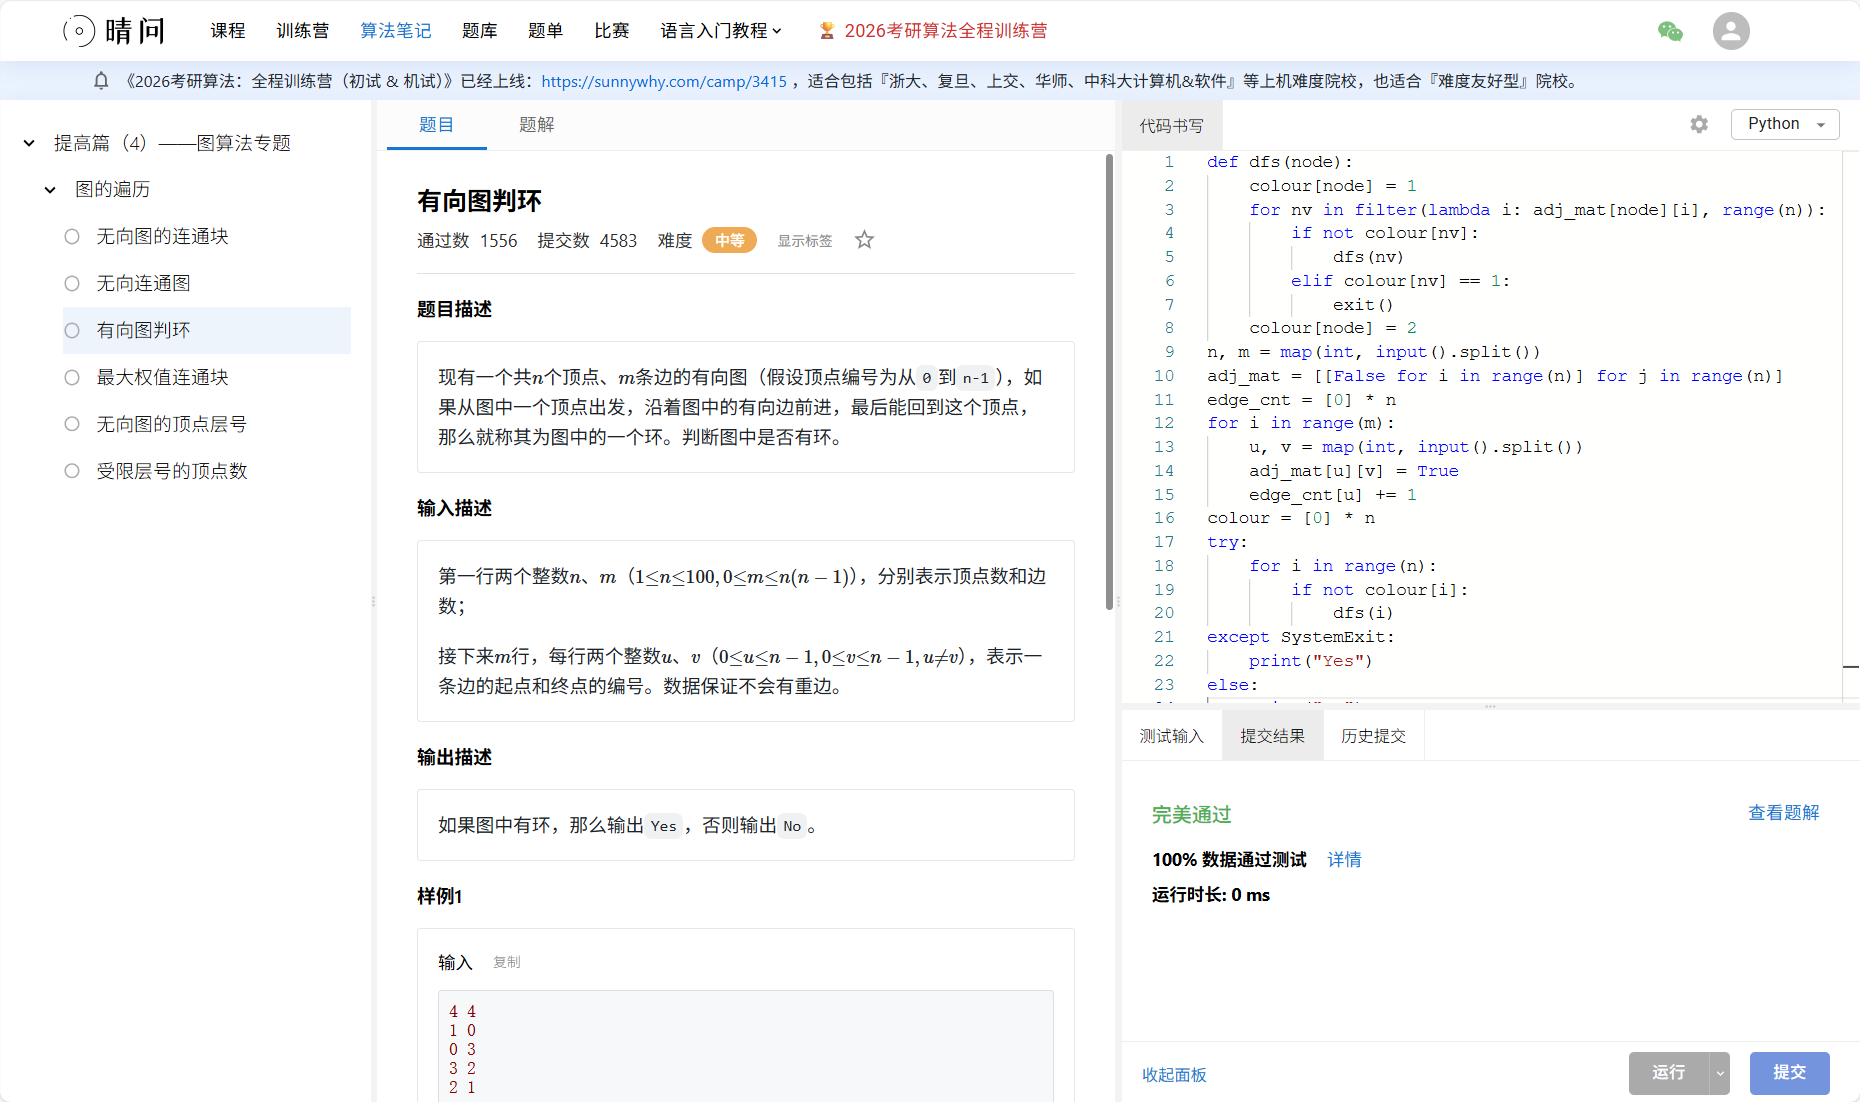 晴问
课程
训练营
算法笔记
题库
题单
比赛
语言入门教程
2026考研算法全程训练营
《2026考研算法：全程训练营（初试 & 机试）》已经上线：https://sunnywhy.com/camp/3415 ，适合包括『浙大、复旦、上交、华师、中科大计算机&软件』等上机难度院校，也适合『难度友好型』院校。
提高篇（4）——图算法专题
图的遍历
无向图的连通块
无向连通图
有向图判环
最大权值连通块
无向图的顶点层号
受限层号的顶点数
题目
题解
有向图判环
通过数 1556 提交数 4583 难度 中等 显示标签
题目描述
现有一个共n个顶点、m条边的有向图（假设顶点编号为从0到n-1），如
果从图中一个顶点出发，沿着图中的有向边前进，最后能回到这个顶点，
那么就称其为图中的一个环。判断图中是否有环。
输入描述
第一行两个整数n、m（1≤n≤100,0≤m≤n(n−1)），分别表示顶点数和边
数；
接下来m行，每行两个整数u、v（0≤u≤n−1,0≤v≤n−1,u≠v），表示一
条边的起点和终点的编号。数据保证不会有重边。
输出描述
如果图中有环，那么输出Yes，否则输出No。
样例1
输入 复制
4 4
1 0
0 3
3 2
2 1
代码书写
Python
1 def dfs(node):
2     colour[node] = 1
3     for nv in filter(lambda i: adj_mat[node][i], range(n)):
4         if not colour[nv]:
5             dfs(nv)
6         elif colour[nv] == 1:
7             exit()
8     colour[node] = 2
9 n, m = map(int, input().split())
10 adj_mat = [[False for i in range(n)] for j in range(n)]
11 edge_cnt = [0] * n
12 for i in range(m):
13     u, v = map(int, input().split())
14     adj_mat[u][v] = True
15     edge_cnt[u] += 1
16 colour = [0] * n
17 try:
18     for i in range(n):
19         if not colour[i]:
20             dfs(i)
21 except SystemExit:
22     print("Yes")
23 else:
测试输入
提交结果
历史提交
完美通过
查看题解
100% 数据通过测试 详情
运行时长: 0 ms
收起面板
运行
提交